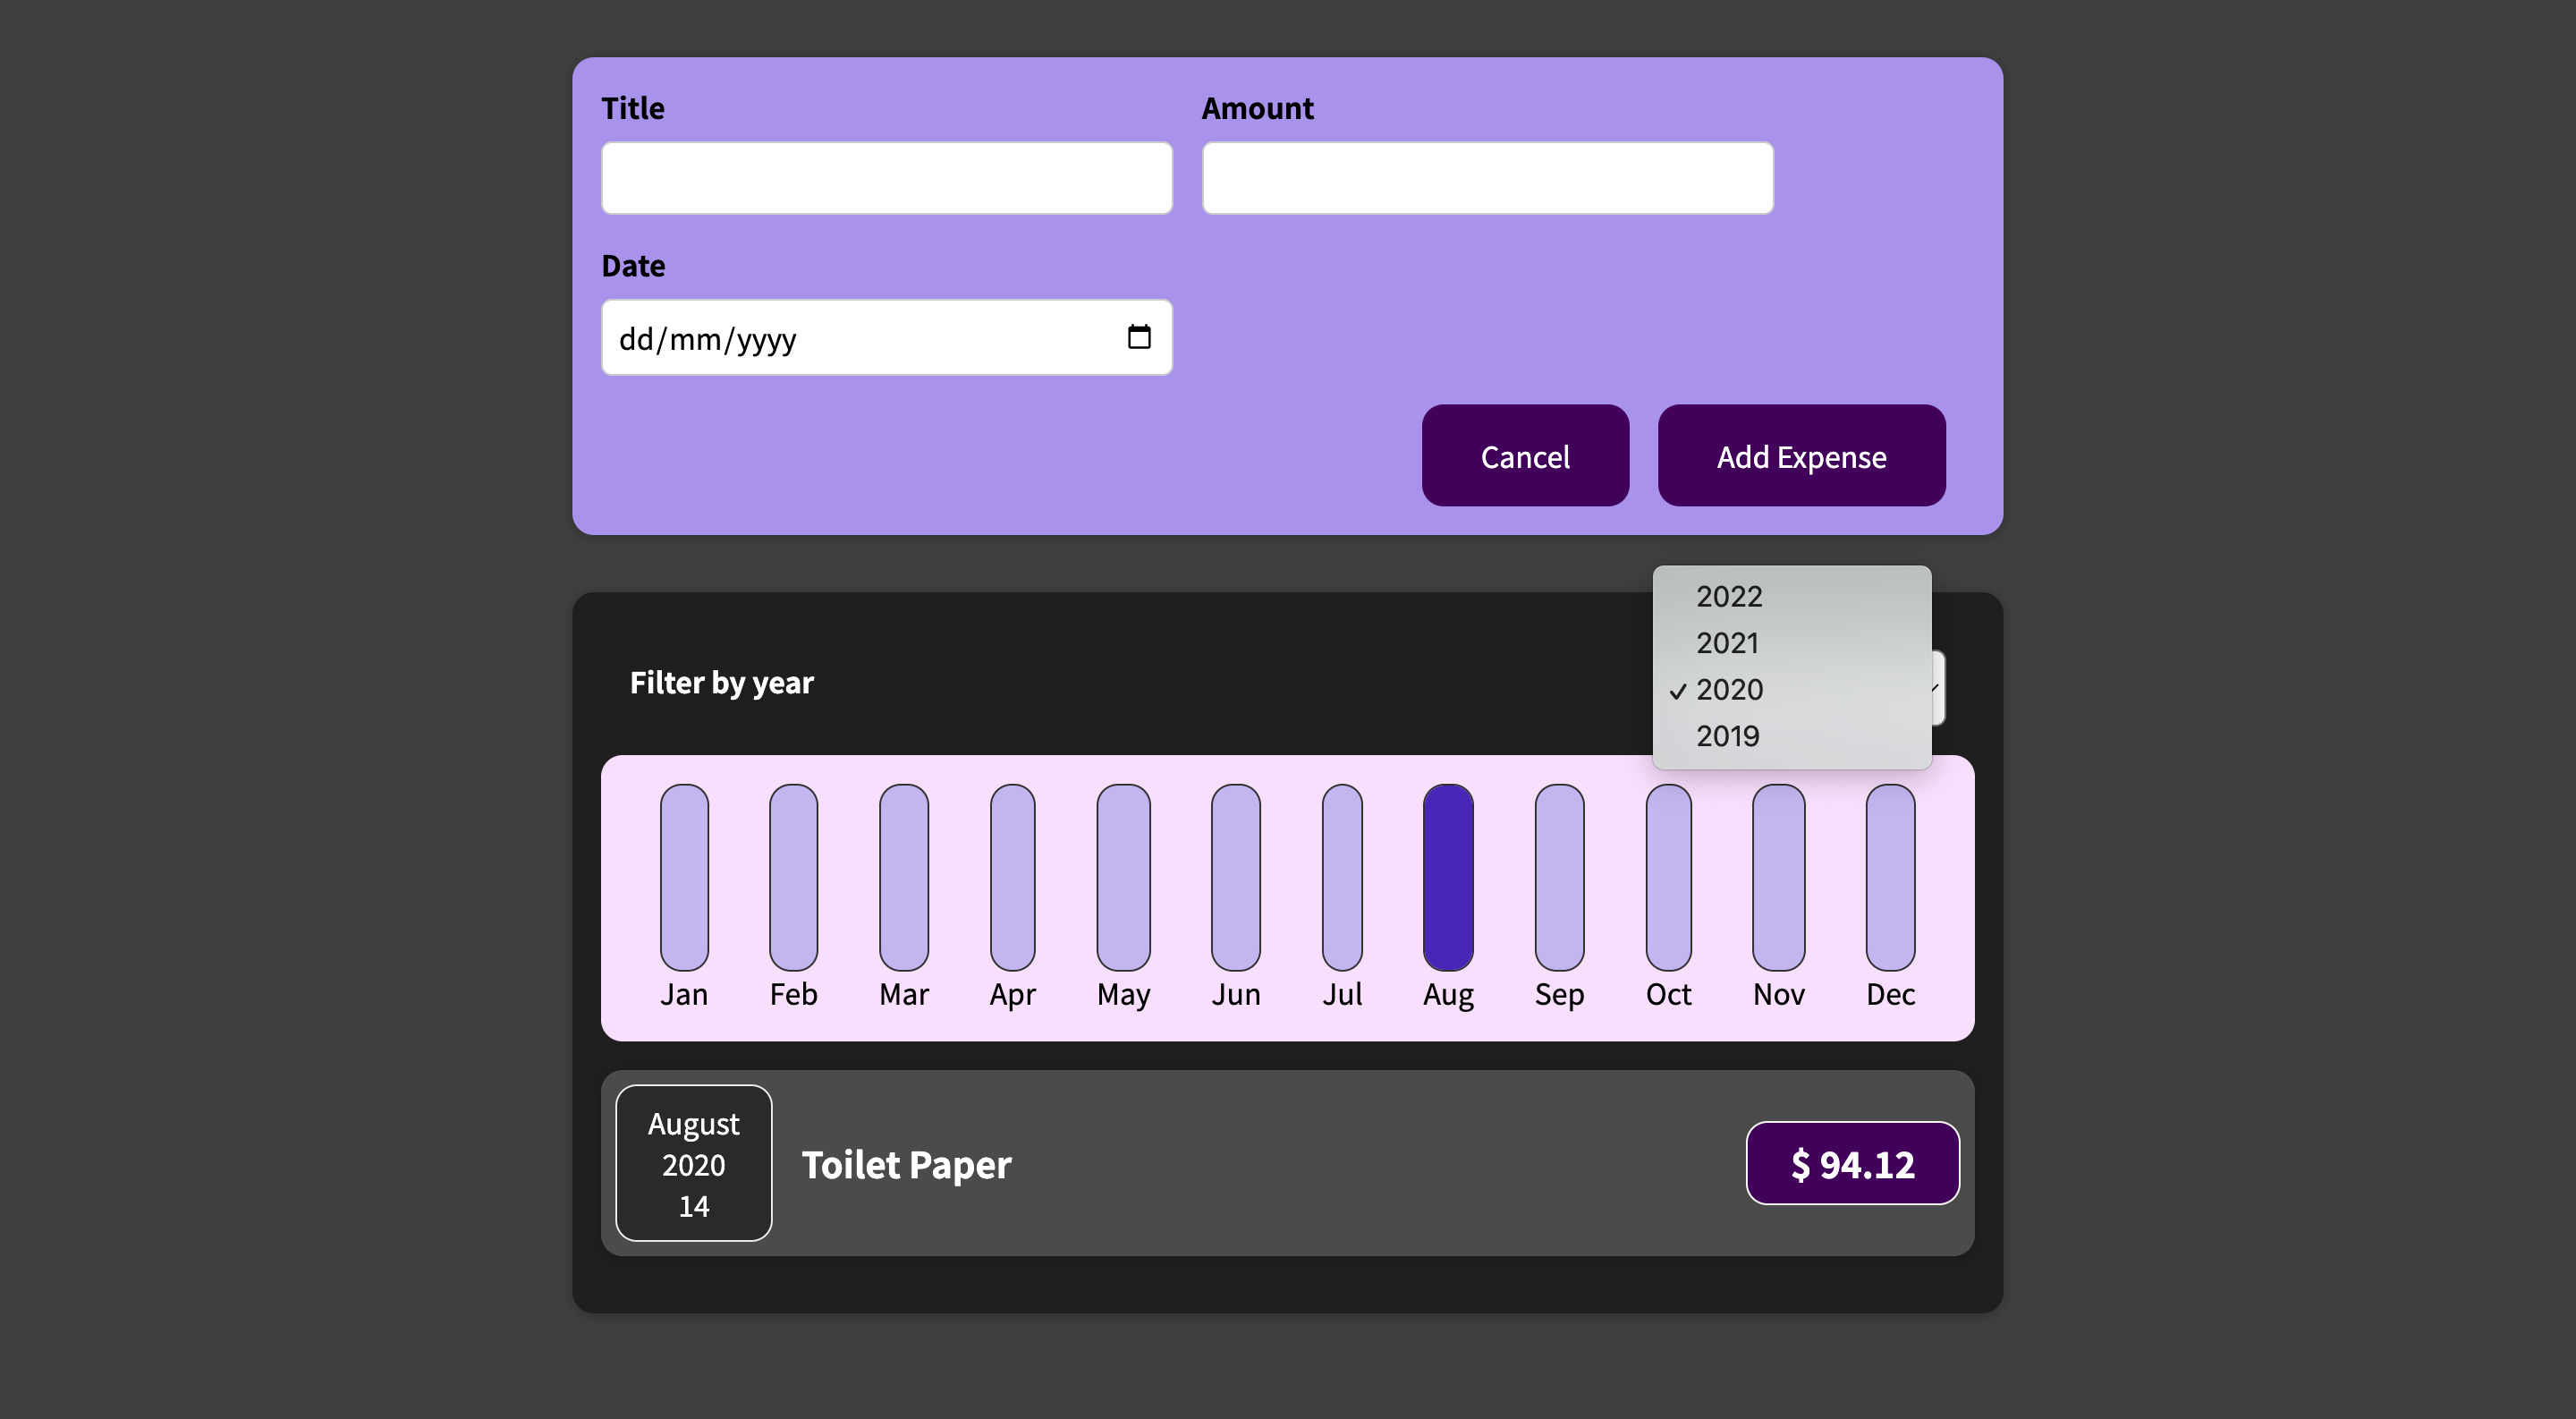 Title
Amount
Date
dd/mm/yyyy
Cancel
Add Expense
Filter by year
2022
2021
✓ 2020
2019
Jan Feb Mar Apr May Jun Jul Aug Sep Oct Nov Dec
August
2020
14
Toilet Paper
$ 94.12